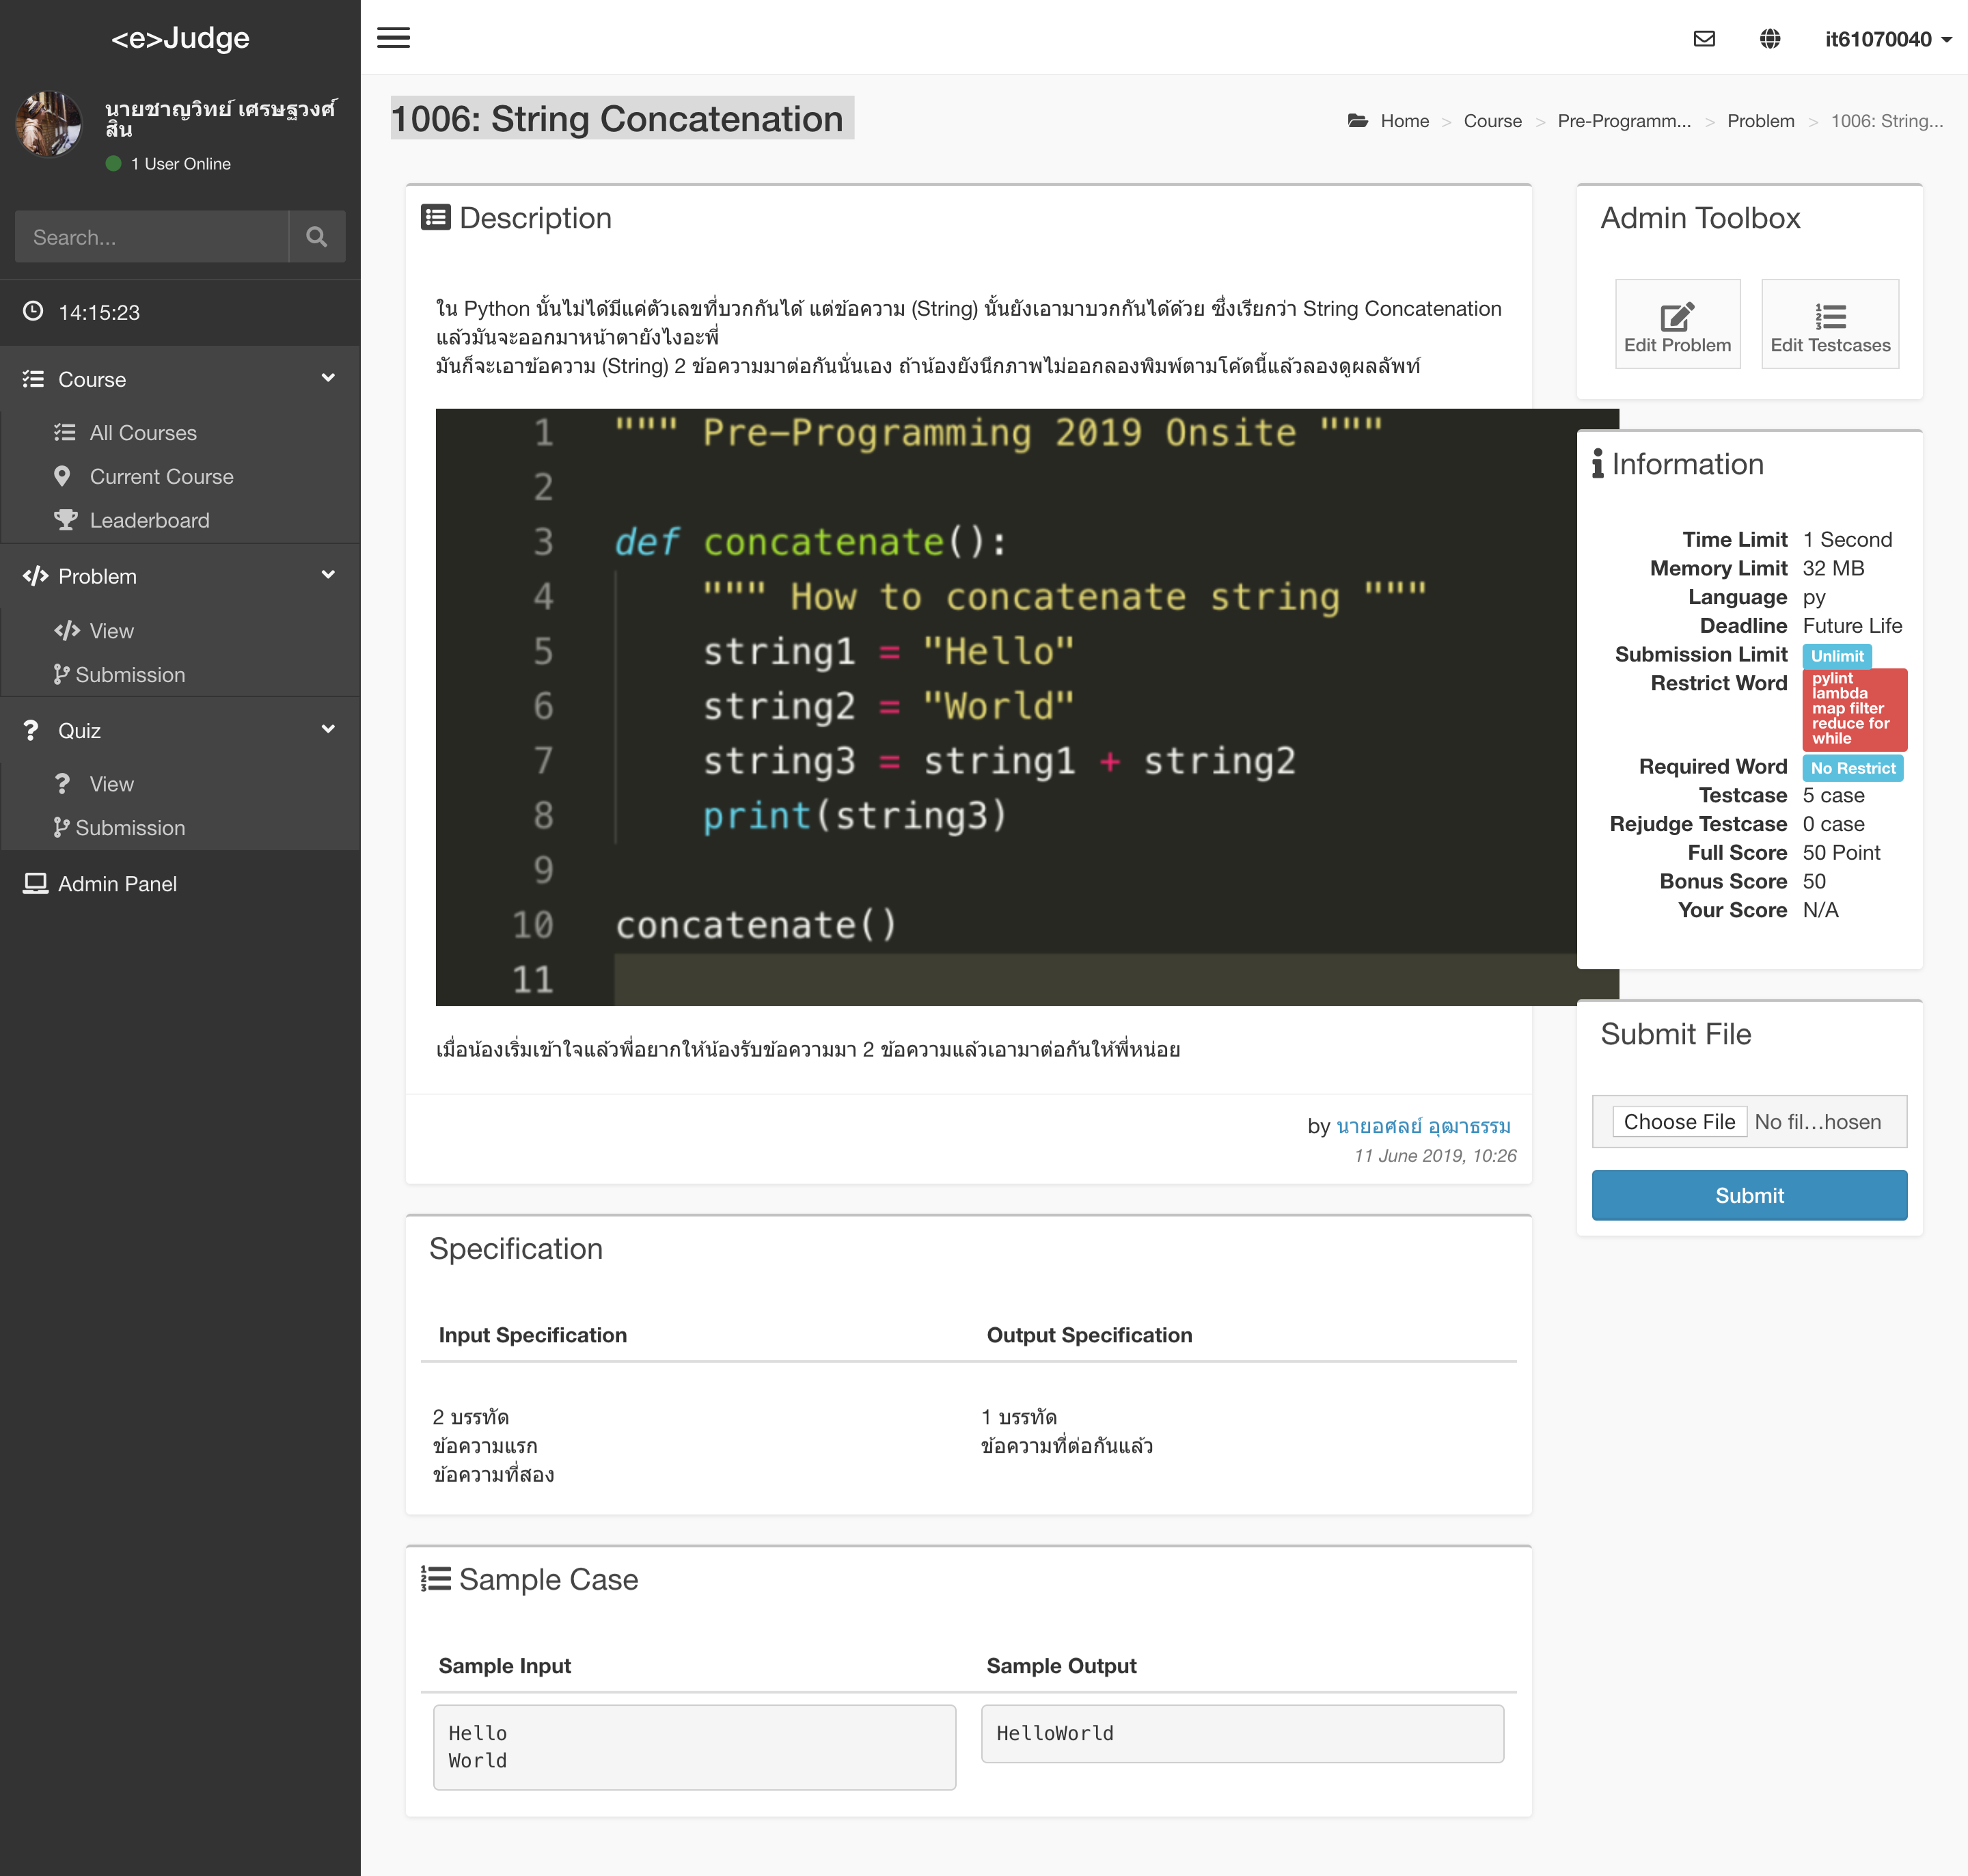 <e>Judge
นายชาญวิทย์ เศรษฐวงศ์
สิน
1 User Online
Search...
14:15:23
Course
All Courses
Current Course
Leaderboard
Problem
View
Submission
Quiz
View
Submission
Admin Panel
it61070040
1006: String Concatenation
Home > Course > Pre-Programm... > Problem > 1006: String...
Description
ใน Python นั้นไม่ได้มีแค่ตัวเลขที่บวกกันได้ แต่ข้อความ (String) นั้นยังเอามาบวกกันได้ด้วย ซึ่งเรียกว่า String Concatenation
แล้วมันจะออกมาหน้าตายังไงอะพี่
มันก็จะเอาข้อความ (String) 2 ข้อความมาต่อกันนั่นเอง ถ้าน้องยังนึกภาพไม่ออกลองพิมพ์ตามโค้ดนี้แล้วลองดูผลลัพท์
1 """ Pre-Programming 2019 Onsite """
2
3 def concatenate():
4 """ How to concatenate string """
5 string1 = "Hello"
6 string2 = "World"
7 string3 = string1 + string2
8 print(string3)
9
10 concatenate()
11
เมื่อน้องเริ่มเข้าใจแล้วพี่อยากให้น้องรับข้อความมา 2 ข้อความแล้วเอามาต่อกันให้พี่หน่อย
by นายอศลย์ อุฒาธรรม
11 June 2019, 10:26
Specification
Input Specification Output Specification
2 บรรทัด
ข้อความแรก
ข้อความที่สอง
1 บรรทัด
ข้อความที่ต่อกันแล้ว
Sample Case
Sample Input Sample Output
Hello
World
HelloWorld
Admin Toolbox
Edit Problem
Edit Testcases
Information
Time Limit 1 Second
Memory Limit 32 MB
Language py
Deadline Future Life
Submission Limit Unlimit
Restrict Word pylint
lambda
map filter
reduce for
while
Required Word No Restrict
Testcase 5 case
Rejudge Testcase 0 case
Full Score 50 Point
Bonus Score 50
Your Score N/A
Submit File
Choose File No fil...hosen
Submit